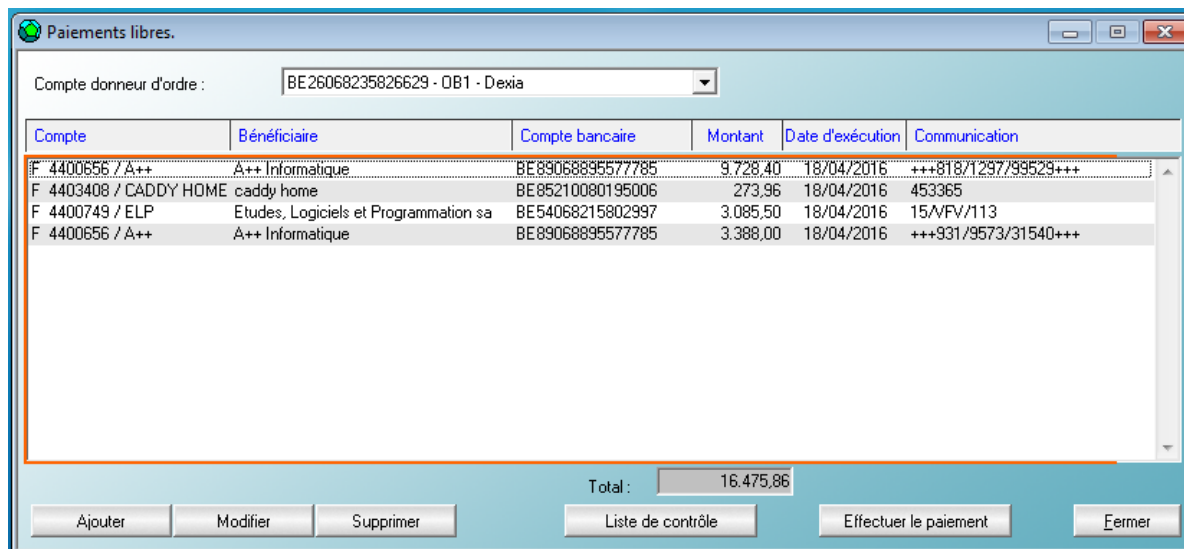 Paiements libres.
Compte donneur d'ordre : BE26068235826629 - OB1 - Dexia
Compte Bénéficiaire Compte bancaire Montant Date d'exécution Communication
F 4400656 / A++ A++ Informatique BE89068895577785 9.728,40 18/04/2016 +++818/1297/99529+++
F 4403408 / CADDY HOME caddy home BE85210080195006 273,96 18/04/2016 453365
F 4400749 / ELP Etudes, Logiciels et Programmation sa BE54068215802997 3.085,50 18/04/2016 15/VFV/113
F 4400656 / A++ A++ Informatique BE89068895577785 3.388,00 18/04/2016 +++931/9573/31540+++
Total : 16.475,86
Ajouter Modifier Supprimer Liste de contrôle Effectuer le paiement Fermer